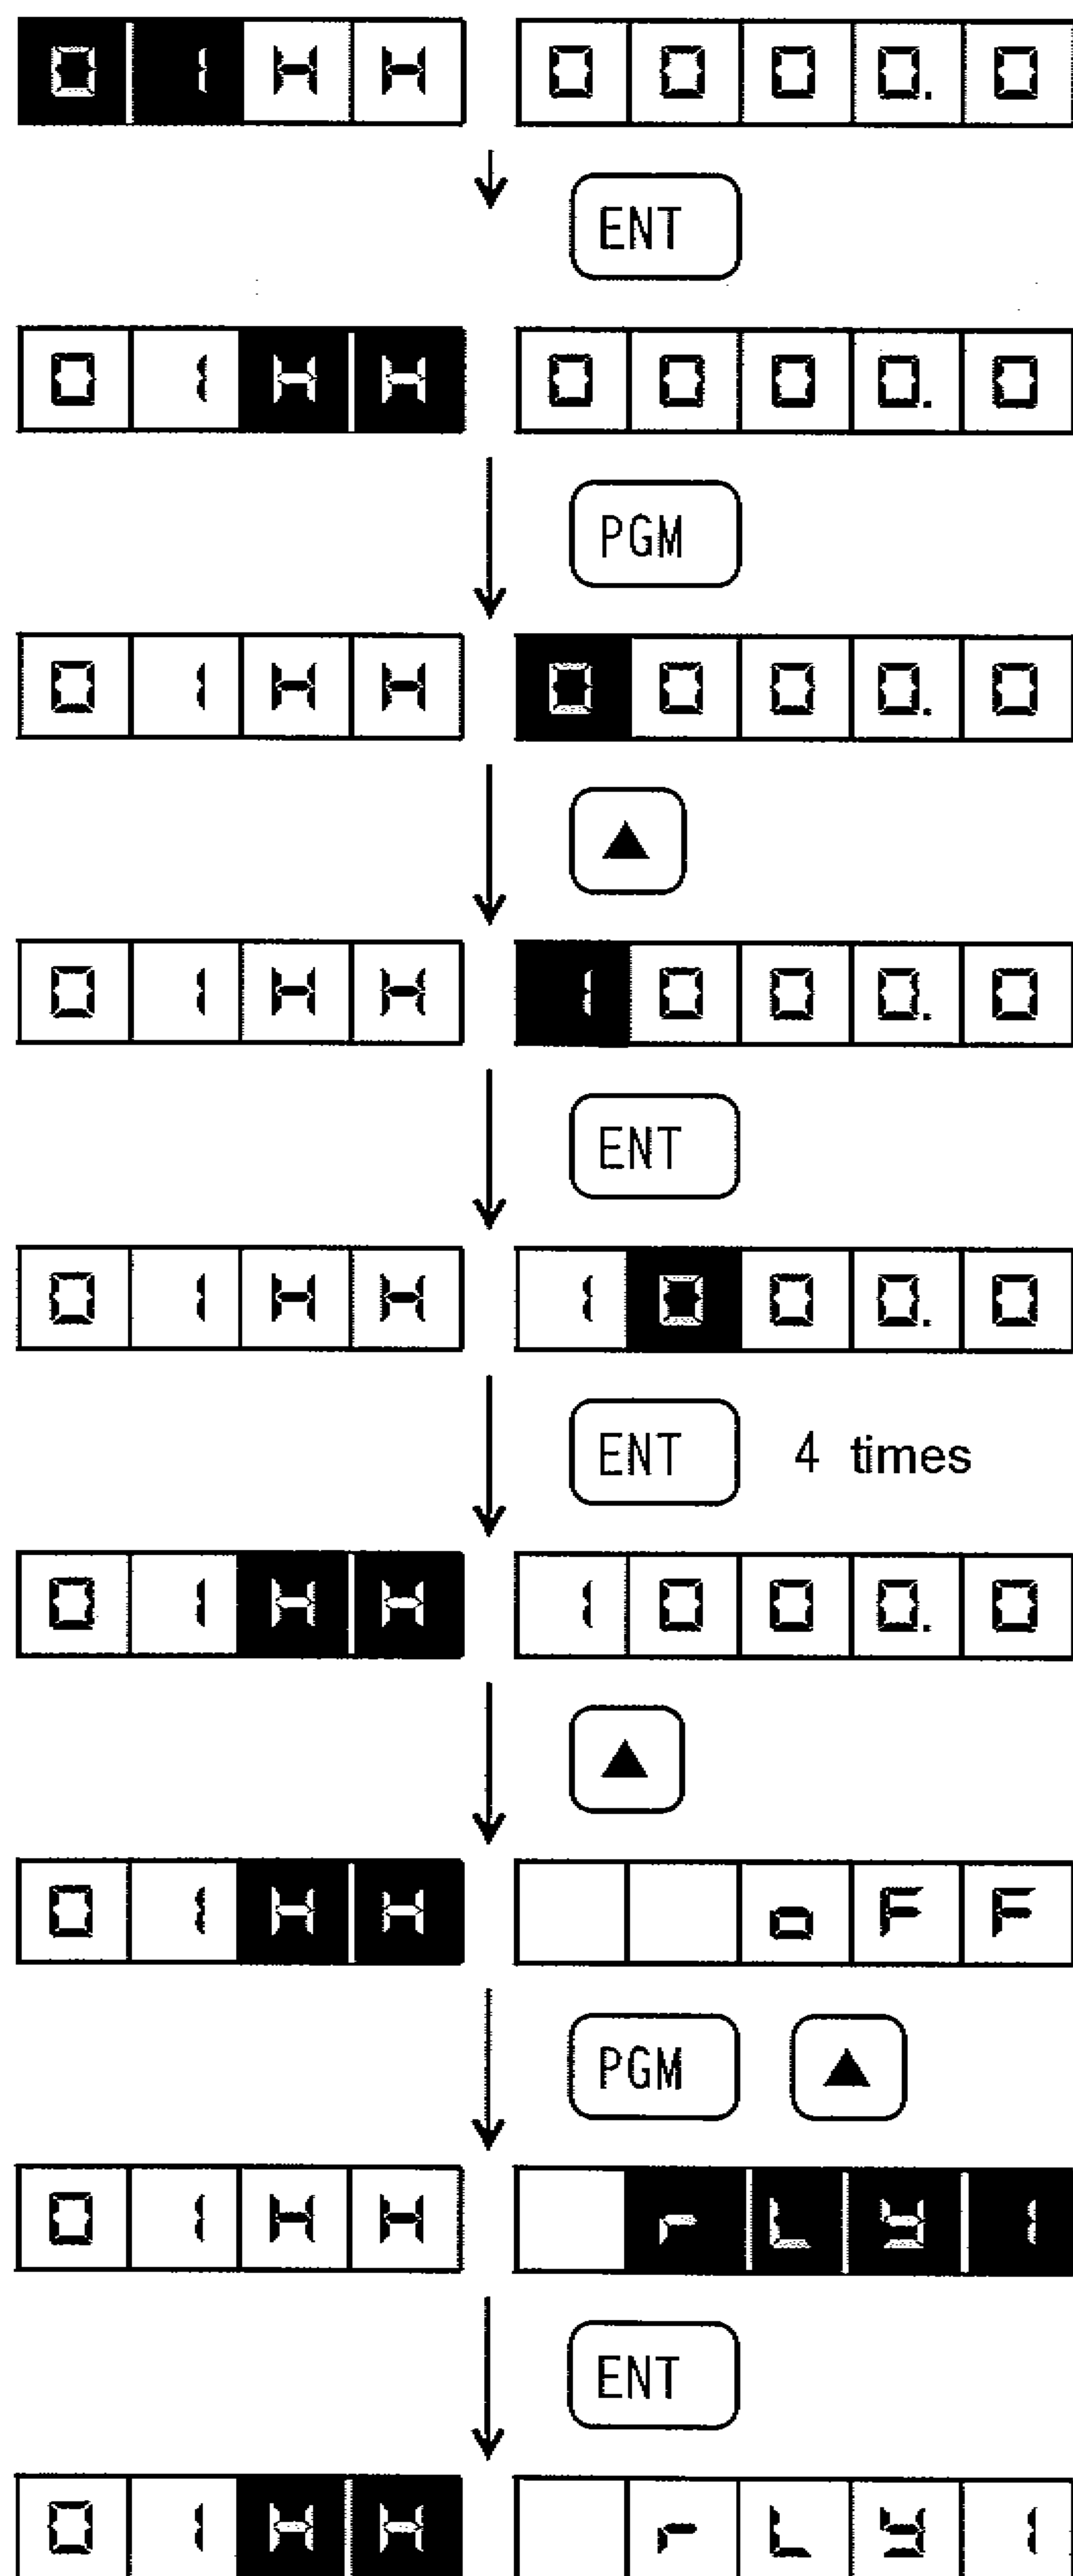 01HH 0000.0
ENT
01HH 0000.0
PGM
01HH 0000.0
▲
01HH 1000.0
ENT
01HH 1000.0
ENT 4 times
01HH 1000.0
▲
01HH oFF
PGM ▲
01HH rLY1
ENT
01HH rLY1